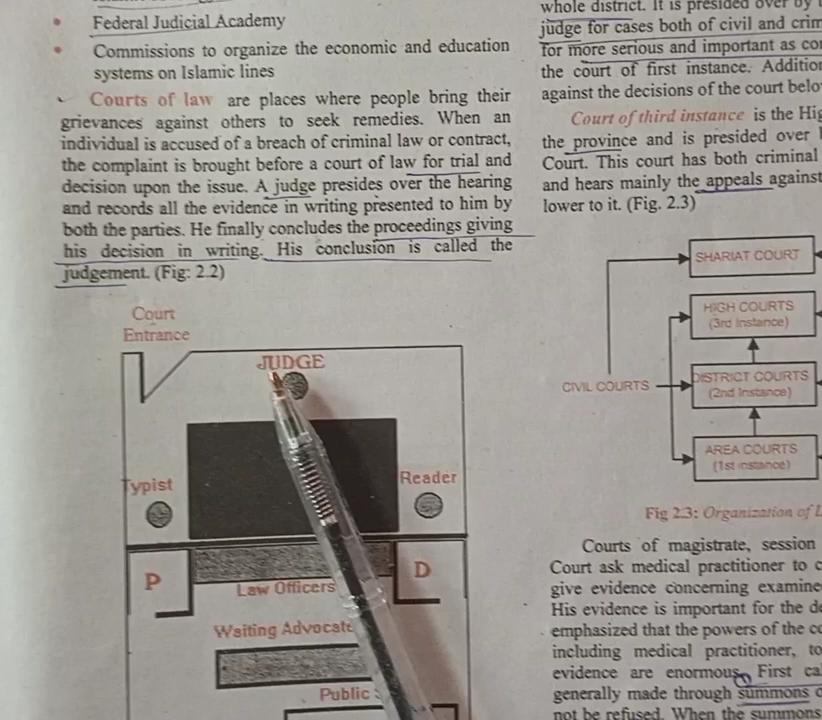 Federal Judicial Academy
Commissions to organize the economic and education
systems on Islamic lines
Courts of law are places where people bring their
grievances against others to seek remedies. When an
individual is accused of a breach of criminal law or contract,
the complaint is brought before a court of law for trial and
decision upon the issue. A judge presides over the hearing
and records all the evidence in writing presented to him by
both the parties. He finally concludes the proceedings giving
his decision in writing. His conclusion is called the
judgement. (Fig: 2.2)
Court
Entrance
JUDGE
Typist
Reader
P
D
Law Officers
Waiting Advocate
Public
whole district. It is presided over by
judge for cases both of civil and
for more serious and important as
the court of first instance.
against the decisions of the court
Court of third instance is the
the province and is presided over
Court. This court has both criminal
and hears mainly the appeals against
lower to it. (Fig. 2.3)
SHARIAT COURT
HIGH COURTS
(3rd Instance)
CIVIL COURTS
DISTRICT COURTS
(2nd Instance)
AREA COURTS
(1st instance)
Fig 2.3: Organization of
Courts of magistrate, session
Court ask medical practitioner to
give evidence concerning
His evidence is important for the
emphasized that the powers of the
including medical practitioner, to
evidence are enormous. First
generally made through summons
not be refused. When the summons